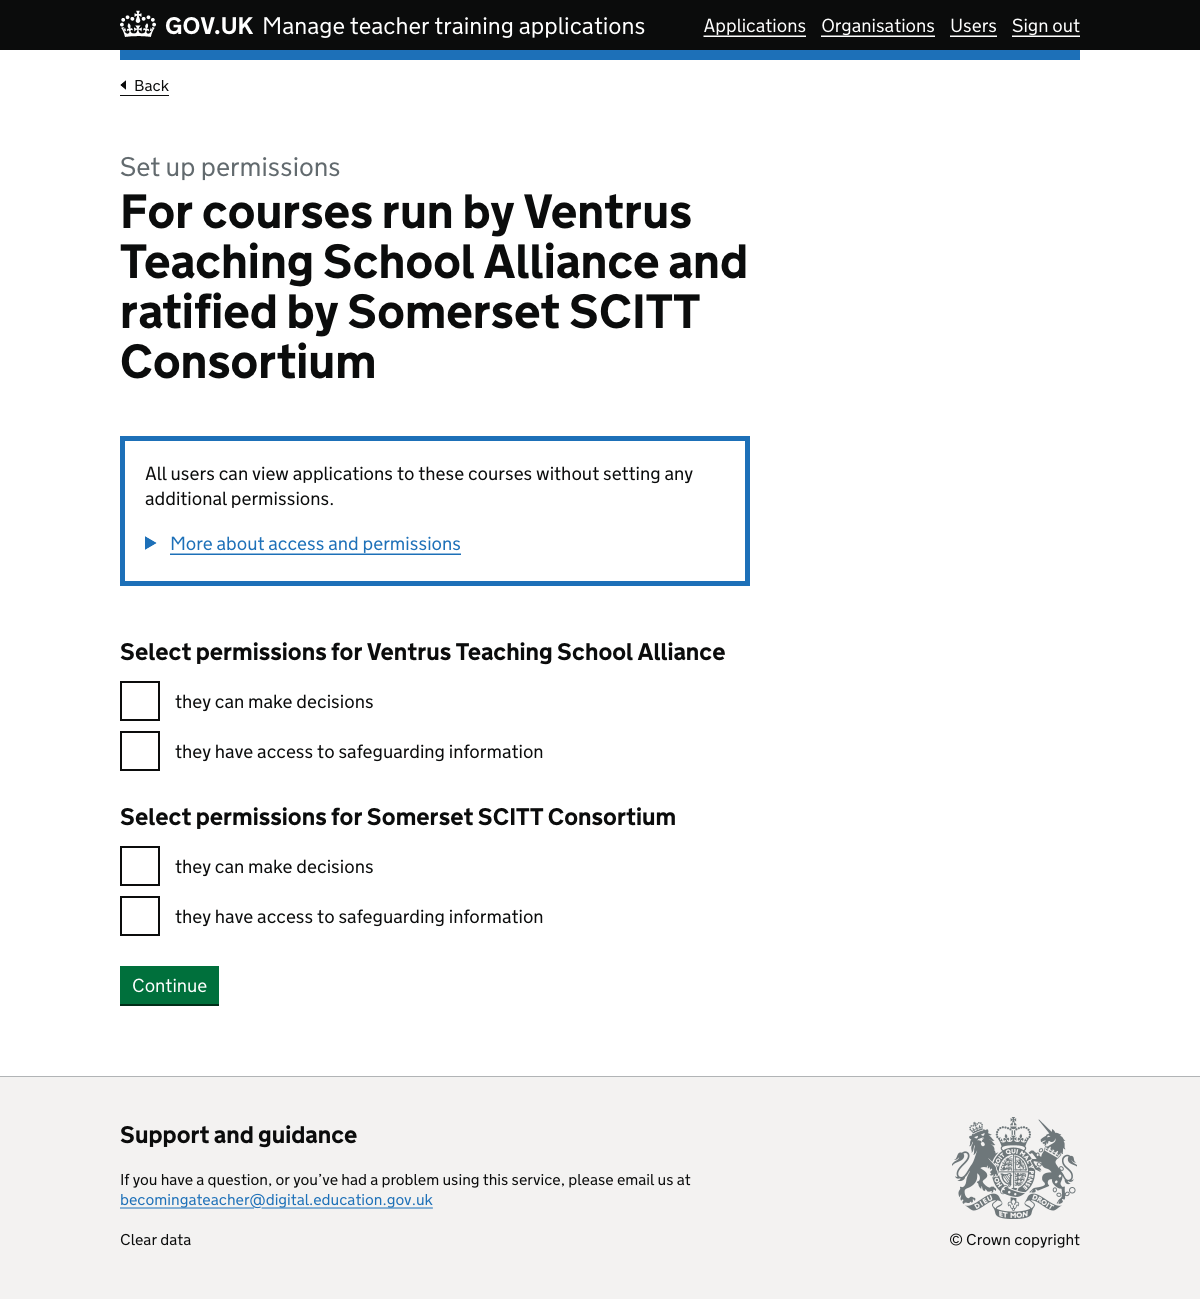 GOV.UK Manage teacher training applications Applications Organisations Users Sign out
Back
Set up permissions
For courses run by Ventrus
Teaching School Alliance and
ratified by Somerset SCITT
Consortium
All users can view applications to these courses without setting any
additional permissions.
More about access and permissions
Select permissions for Ventrus Teaching School Alliance
they can make decisions
they have access to safeguarding information
Select permissions for Somerset SCITT Consortium
they can make decisions
they have access to safeguarding information
Continue
Support and guidance
If you have a question, or you’ve had a problem using this service, please email us at
becomingateacher@digital.education.gov.uk
DIEU ET MON DROIT
Clear data
© Crown copyright